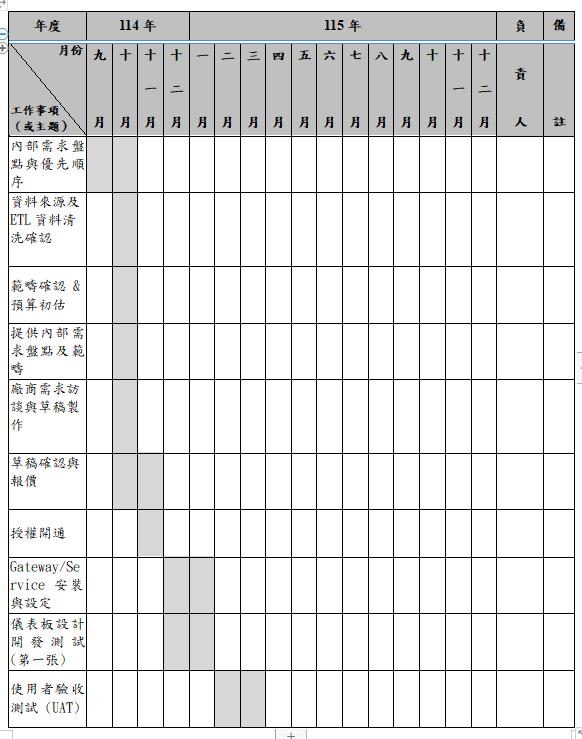 年度 114 年 115 年 負 備
月份 九 十 十 十 一 二 三 四 五 六 七 八 九 十 十 十
一 二 一 二
責
工作事項
(或主題) 月 月 月 月 月 月 月 月 月 月 月 月 月 月 月 月 人 註
內部需求盤
點與優先順
序
資料來源及
ETL 資料清
洗確認
範疇確認 &
預算初估
提供內部需
求盤點及範
疇
廠商需求訪
談與草稿製
作
草稿確認與
報價
授權開通
Gateway/Se
rvice 安裝
與設定
儀表板設計
開發測試
(第一張)
使用者驗收
測試 (UAT)